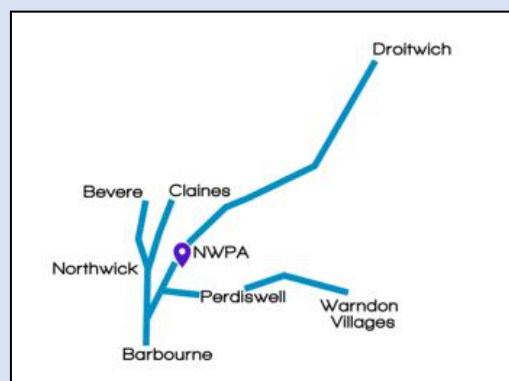 Droitwich
Bevere
Claines
NWPA
Northwick
Perdiswell
Warndon
Villages
Barbourne